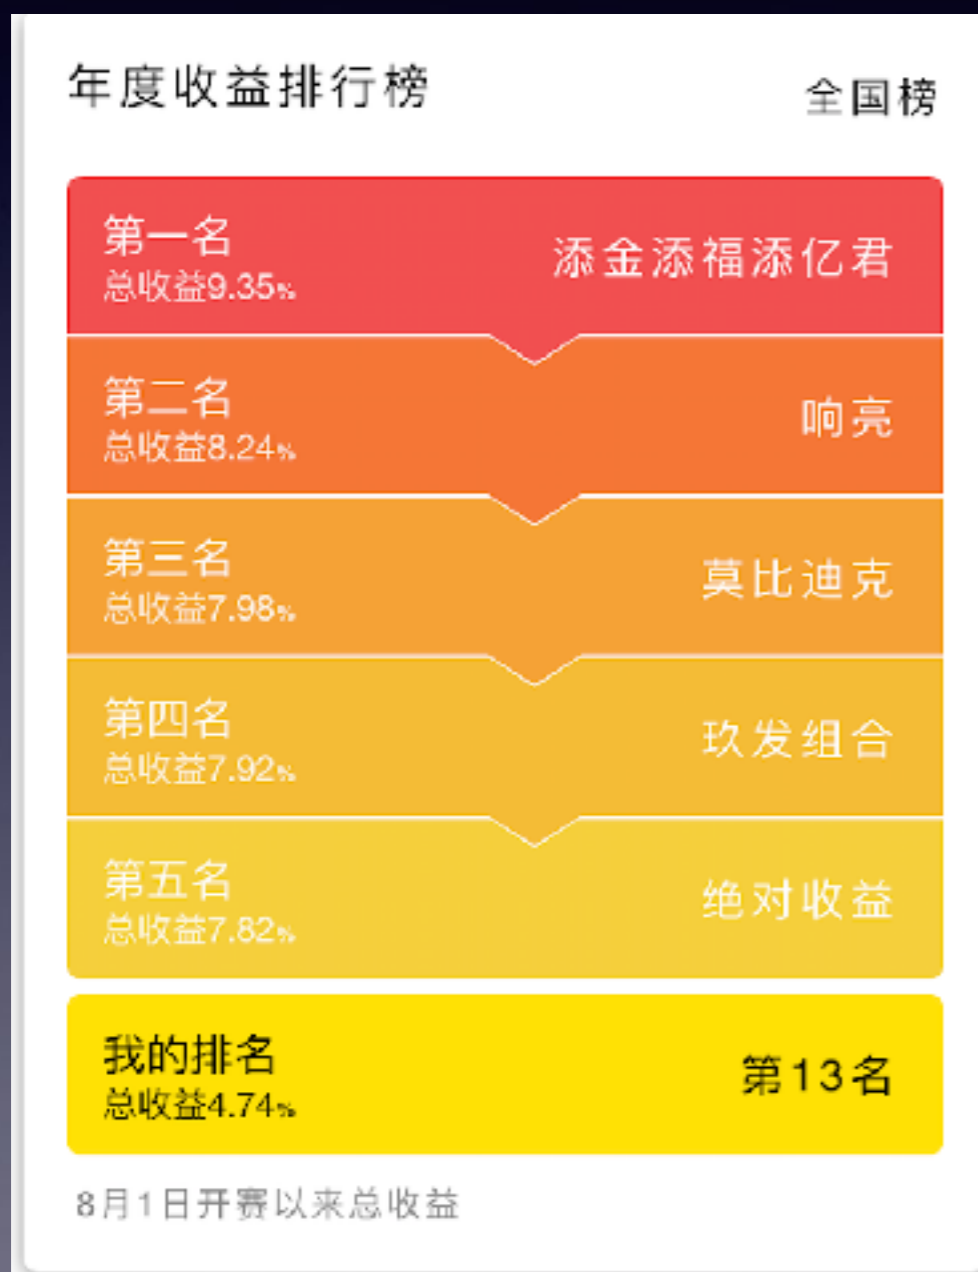 年度收益排行榜
全国榜
第一名
总收益9.35%
添金添福添亿君
第二名
总收益8.24%
响亮
第三名
总收益7.98%
莫比迪克
第四名
总收益7.92%
玖发组合
第五名
总收益7.82%
绝对收益
我的排名
总收益4.74%
第13名
8月1日开赛以来总收益